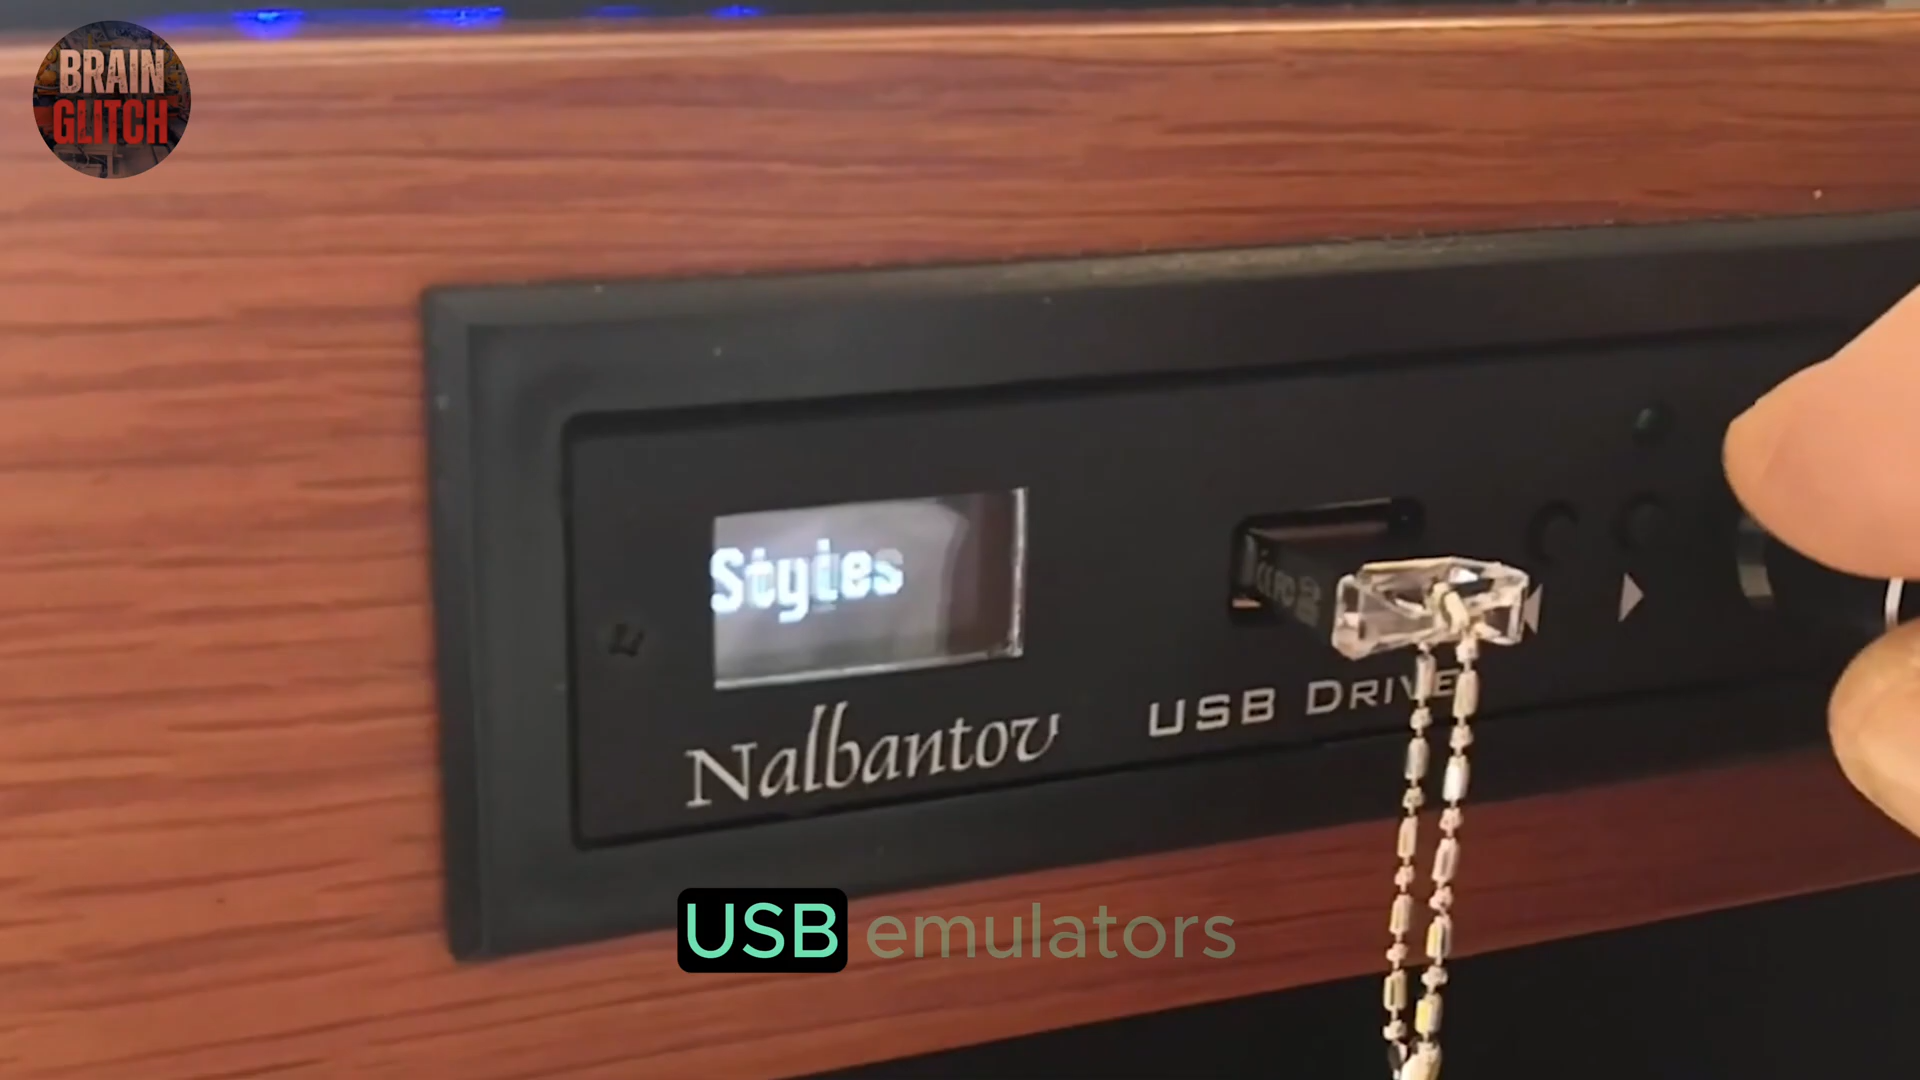 BRAIN
GLITCH
Styles
Nalbantov
USB DRIVE
USB emulators